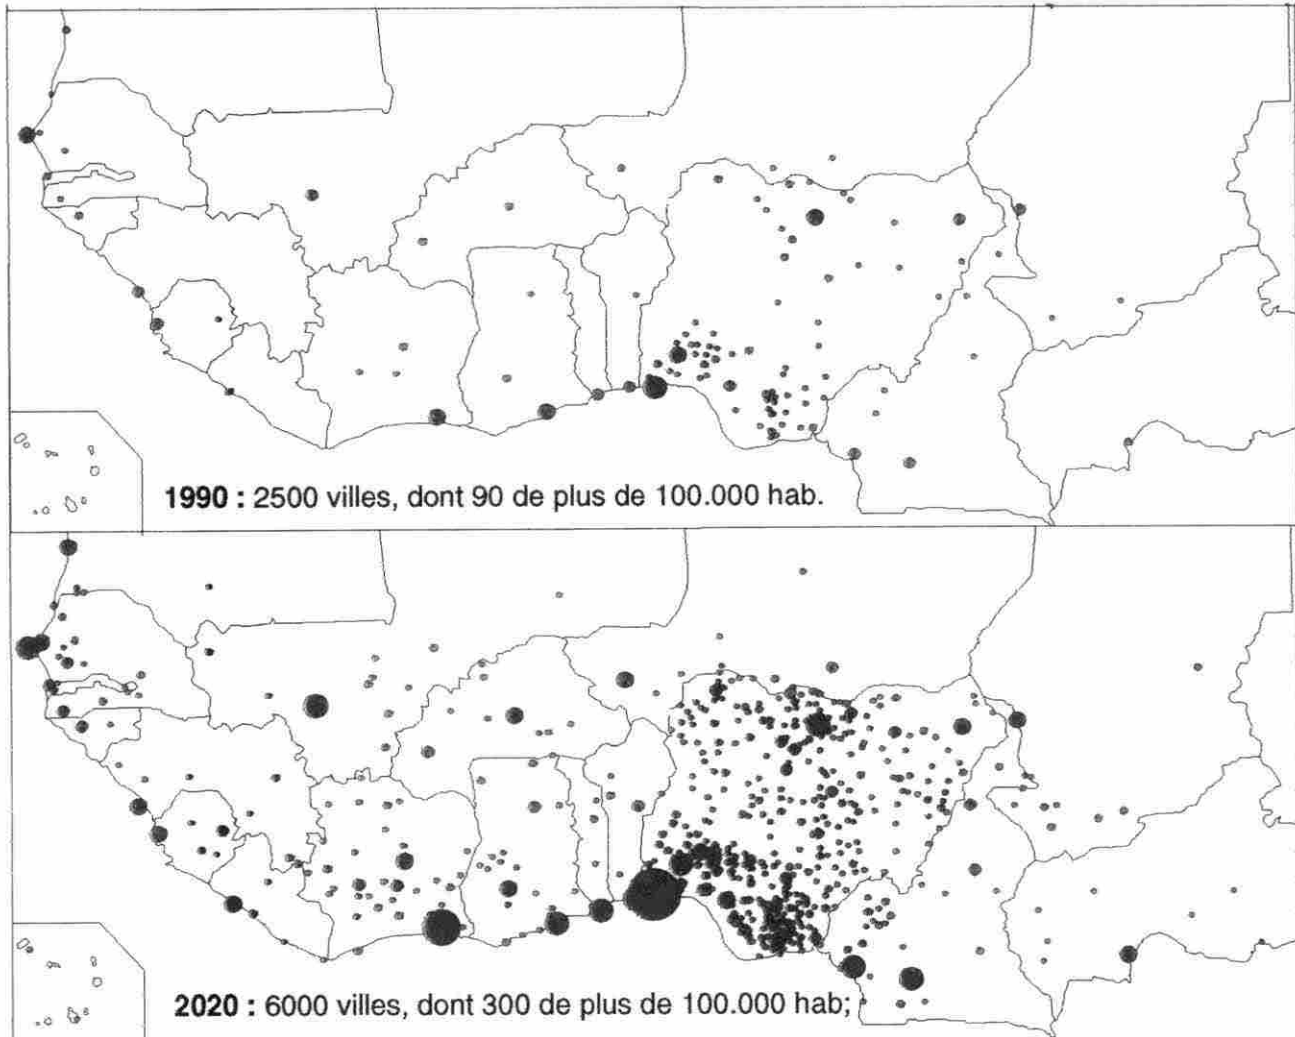 1990 : 2500 villes, dont 90 de plus de 100.000 hab.
2020 : 6000 villes, dont 300 de plus de 100.000 hab;